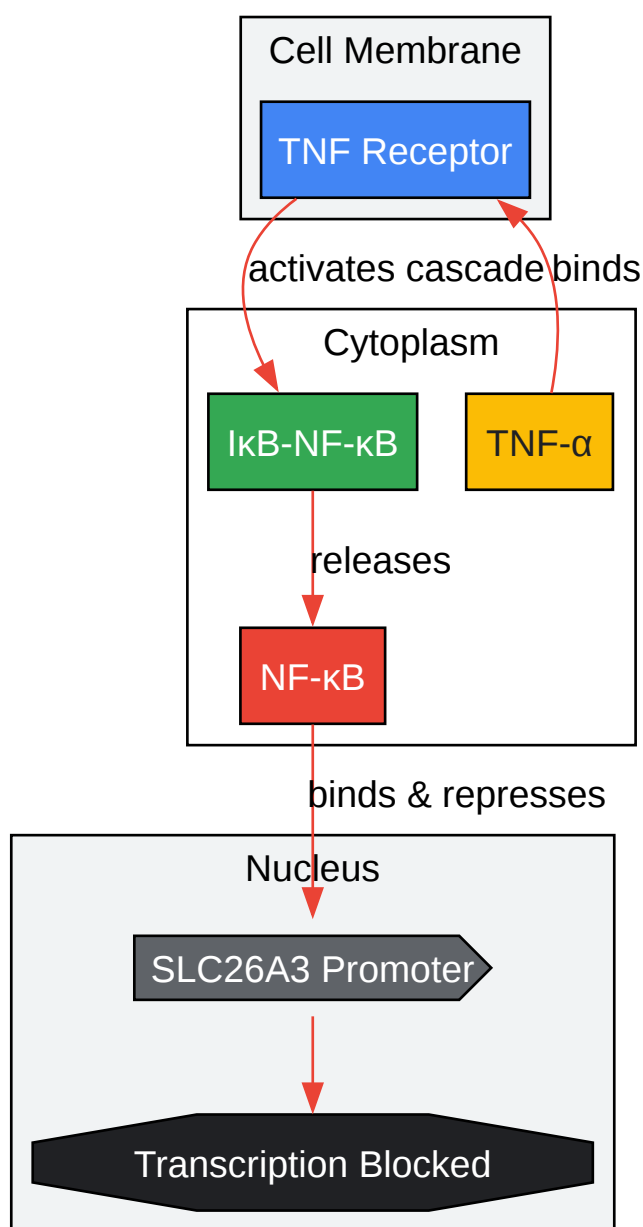 Cell Membrane
TNF Receptor
activates cascade
binds
Cytoplasm
IκB-NF-κB
TNF-α
releases
NF-κB
binds & represses
Nucleus
SLC26A3 Promoter
Transcription Blocked